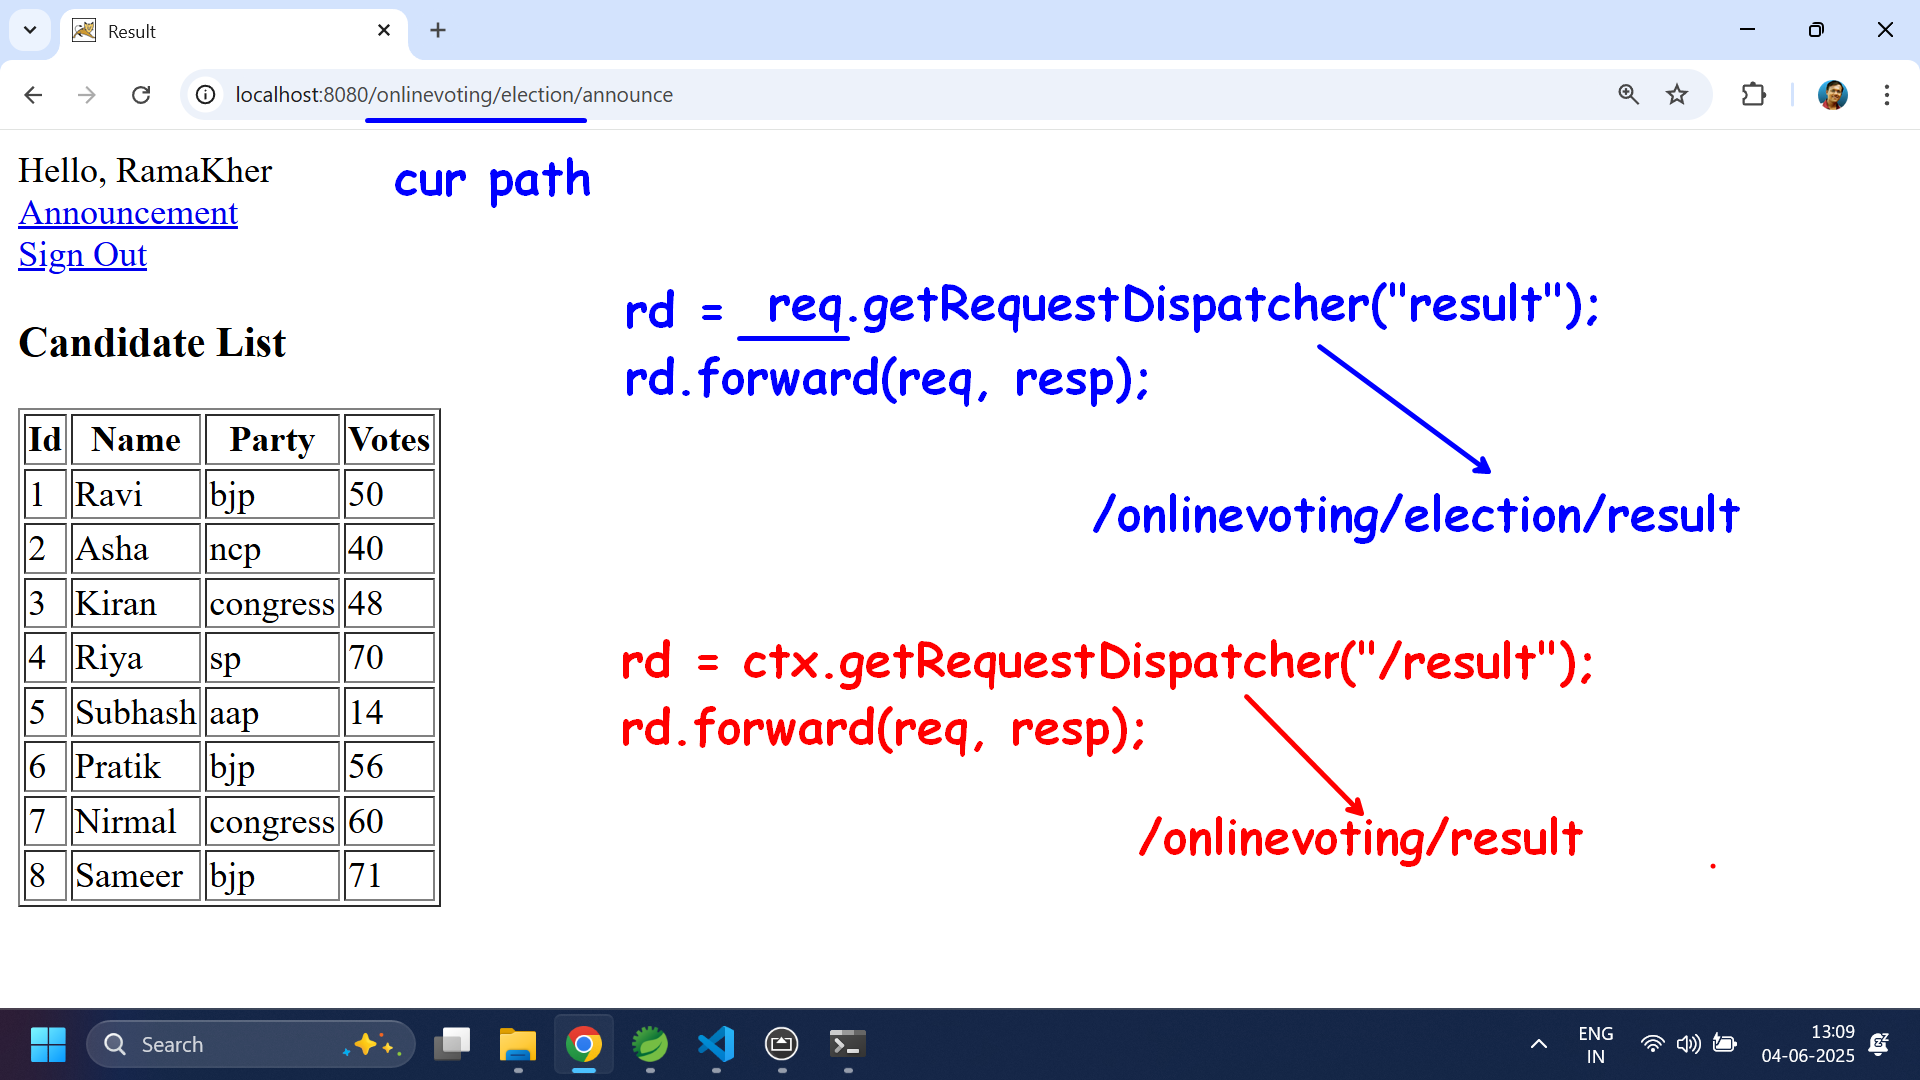 Result
localhost:8080/onlinevoting/election/announce
Hello, RamaKher
Announcement
Sign Out
cur path
rd = req.getRequestDispatcher("result");
rd.forward(req, resp);
/onlinevoting/election/result
rd = ctx.getRequestDispatcher("/result");
rd.forward(req, resp);
/onlinevoting/result
Candidate List
Id Name Party Votes
1 Ravi bjp 50
2 Asha ncp 40
3 Kiran congress 48
4 Riya sp 70
5 Subhash aap 14
6 Pratik bjp 56
7 Nirmal congress 60
8 Sameer bjp 71
Search
ENG
IN
13:09
04-06-2025